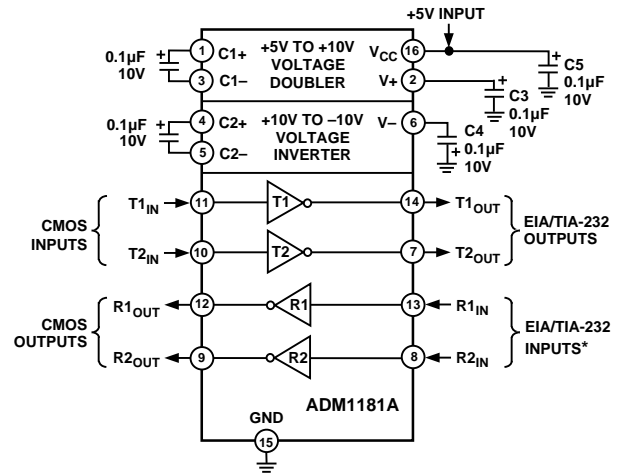 +5V INPUT
0.1µF
10V
+
1
C1+
3
C1–
+5V TO +10V
VOLTAGE
DOUBLER
VCC
16
V+
2
+
C5
0.1µF
10V
+
C3
0.1µF
10V
0.1µF
10V
+
4
C2+
5
C2–
+10V TO –10V
VOLTAGE
INVERTER
V–
6
C4
+
0.1µF
10V
CMOS
INPUTS
T1IN
11
T1
14
T1OUT
T2IN
10
T2
7
T2OUT
EIA/TIA-232
OUTPUTS
CMOS
OUTPUTS
R1OUT
12
R1
13
R1IN
R2OUT
9
R2
8
R2IN
EIA/TIA-232
INPUTS*
GND
15
ADM1181A